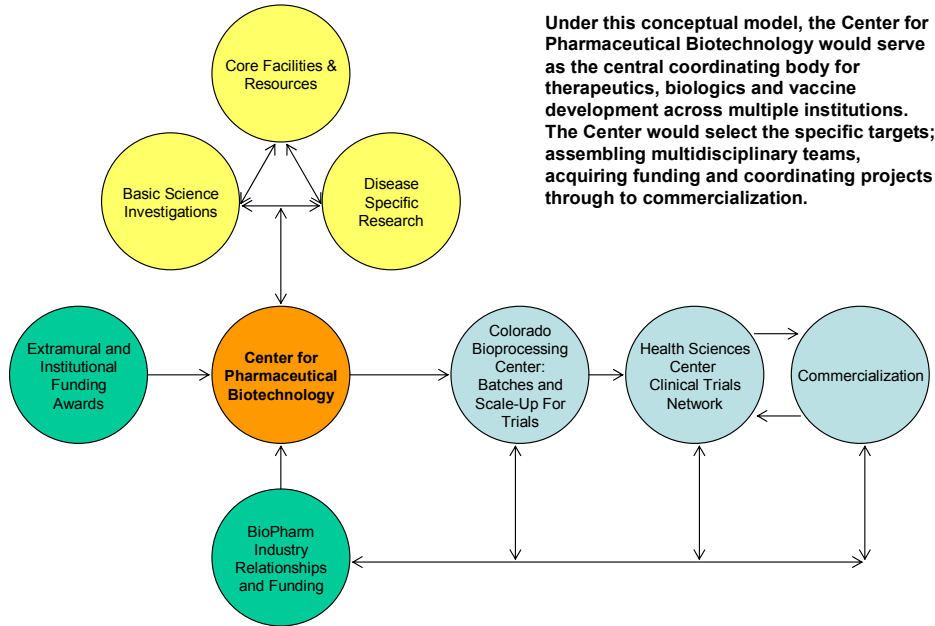 Under this conceptual model, the Center for
Pharmaceutical Biotechnology would serve
as the central coordinating body for
therapeutics, biologics and vaccine
development across multiple institutions.
The Center would select the specific targets;
assembling multidisciplinary teams,
acquiring funding and coordinating projects
through to commercialization.
Core Facilities &
Resources
Basic Science
Investigations
Disease
Specific
Research
Extramural and
Institutional
Funding
Awards
Center for
Pharmaceutical
Biotechnology
Colorado
Bioprocessing
Center:
Batches and
Scale-Up For
Trials
Health Sciences
Center
Clinical Trials
Network
Commercialization
BioPharm
Industry
Relationships
and Funding